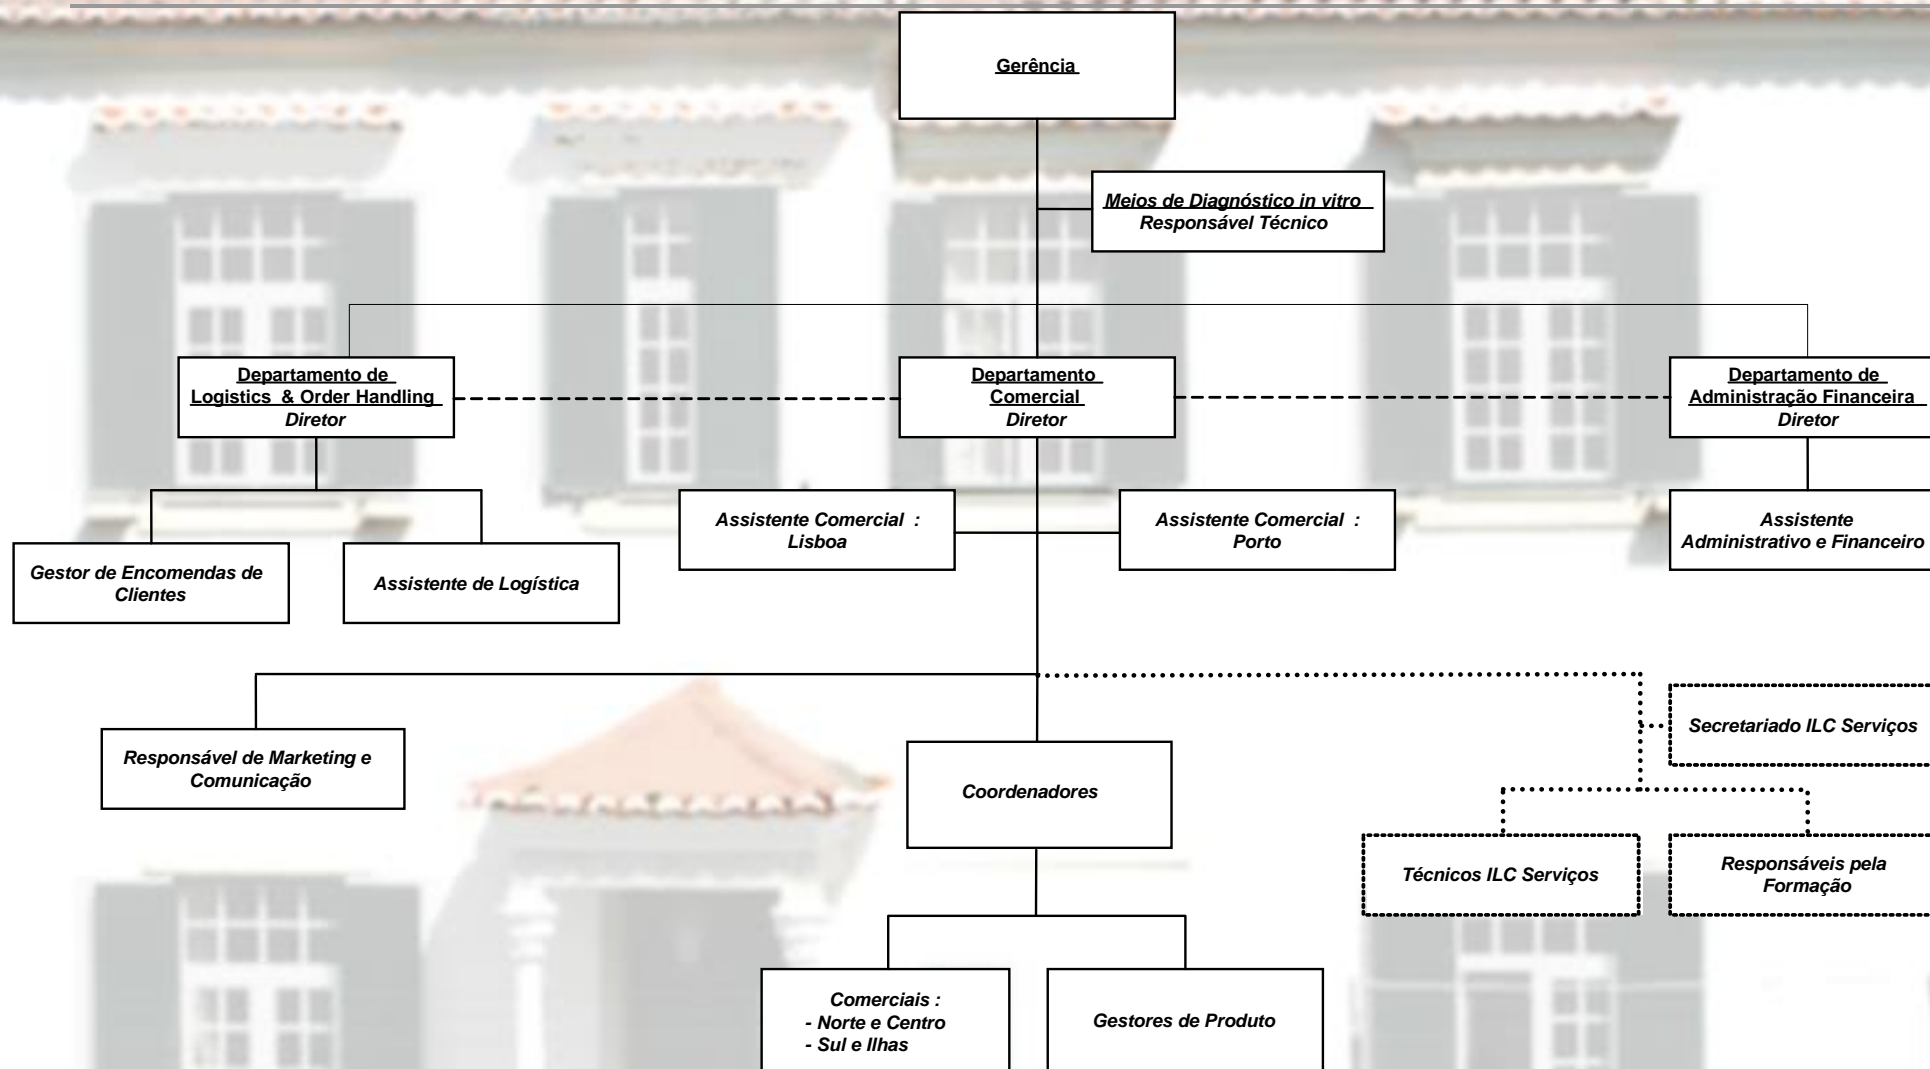 Gerência
Meios de Diagnóstico in vitro
Responsável Técnico
Departamento de
Logistics & Order Handling
Diretor
Departamento
Comercial
Diretor
Departamento de
Administração Financeira
Diretor
Assistente Comercial :
Lisboa
Assistente Comercial :
Porto
Assistente
Administrativo e Financeiro
Gestor de Encomendas de
Clientes
Assistente de Logística
Responsável de Marketing e
Comunicação
Coordenadores
Secretariado ILC Serviços
Técnicos ILC Serviços
Responsáveis pela
Formação
Comerciais :
- Norte e Centro
- Sul e Ilhas
Gestores de Produto